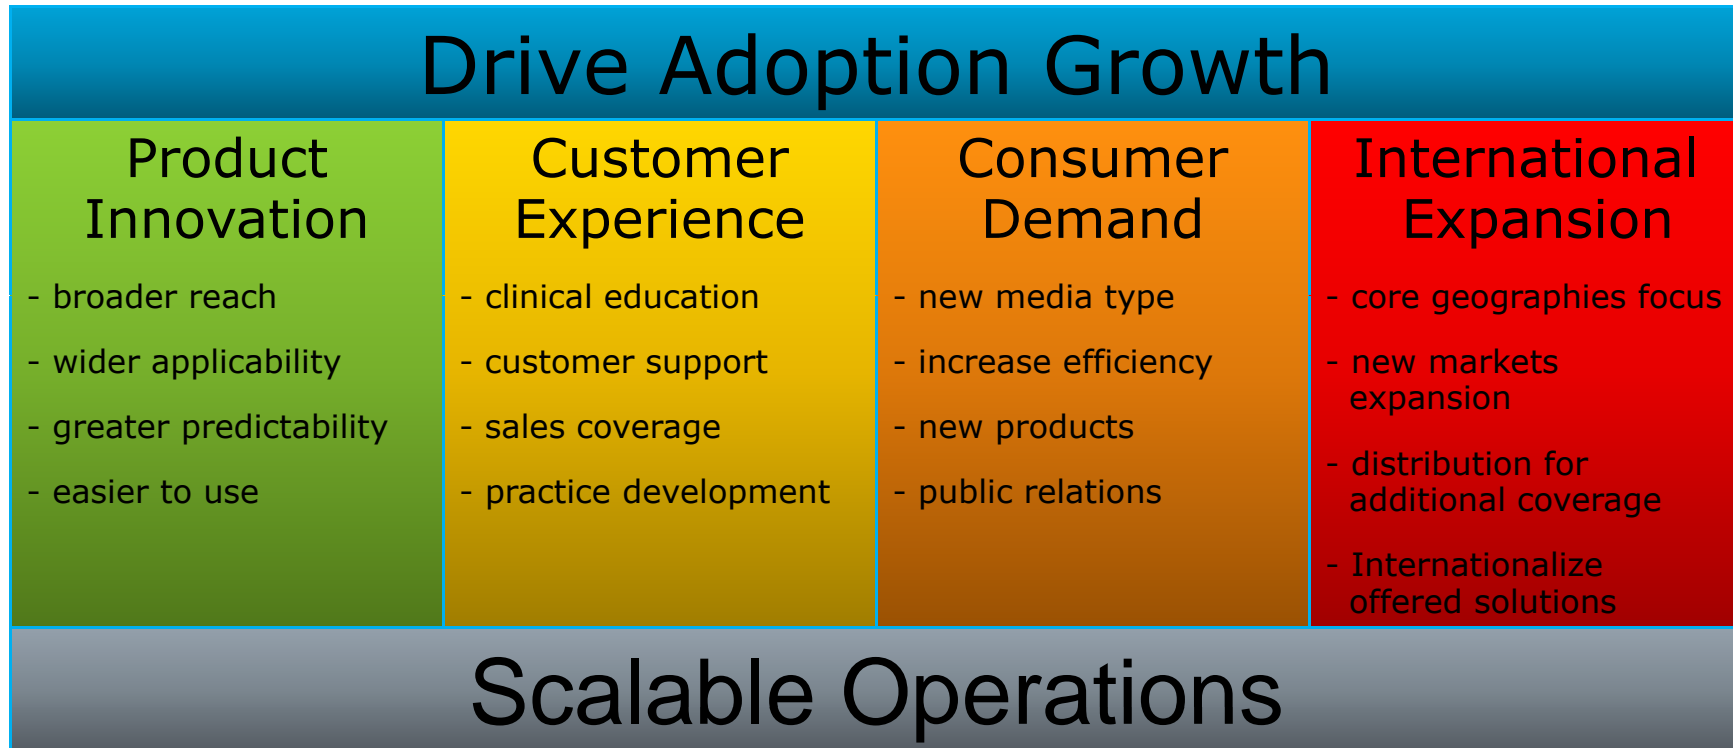 Drive Adoption Growth
Product
Innovation
- broader reach
- wider applicability
- greater predictability
- easier to use
Customer
Experience
- clinical education
- customer support
- sales coverage
- practice development
Consumer
Demand
- new media type
- increase efficiency
- new products
- public relations
International
Expansion
- core geographies focus
- new markets
expansion
- distribution for
additional coverage
- Internationalize
offered solutions
Scalable Operations